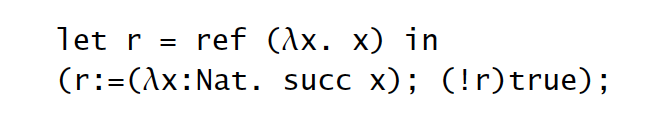 let r = ref (λx. x) in
(r:=(λx:Nat. succ x); (!r)true);